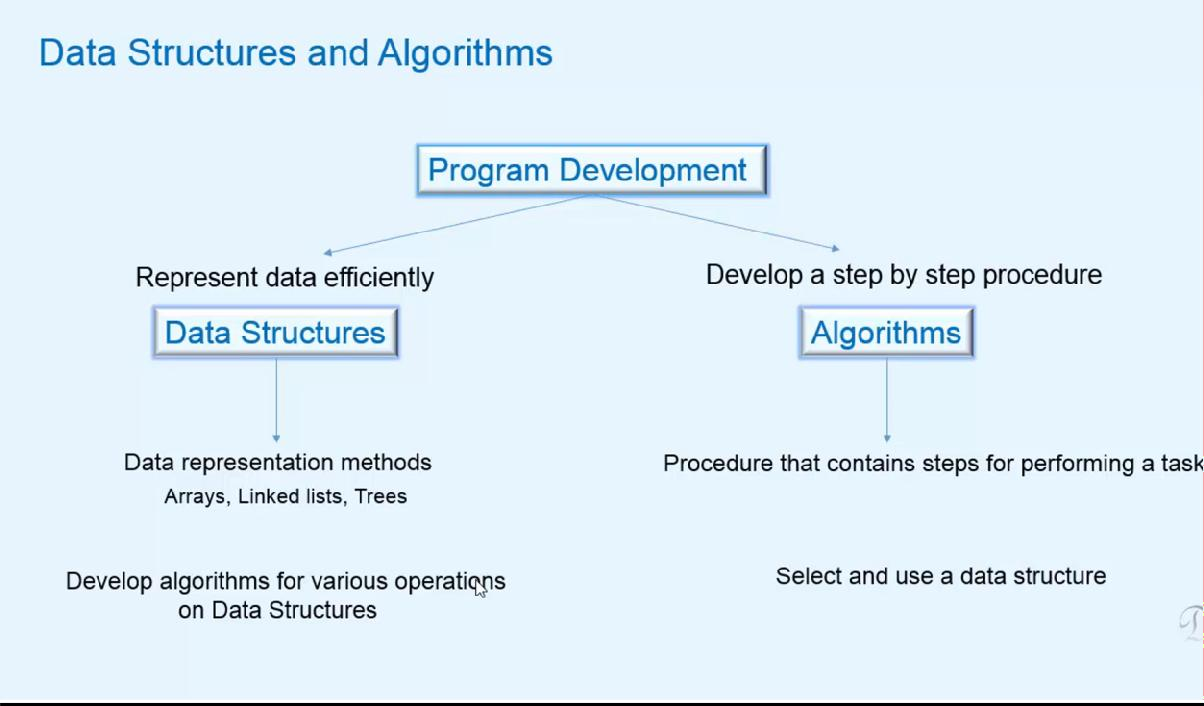 Data Structures and Algorithms
Program Development
Represent data efficiently
Develop a step by step procedure
Data Structures
Algorithms
Data representation methods
Arrays, Linked lists, Trees
Procedure that contains steps for performing a task
Develop algorithms for various operations
on Data Structures
Select and use a data structure